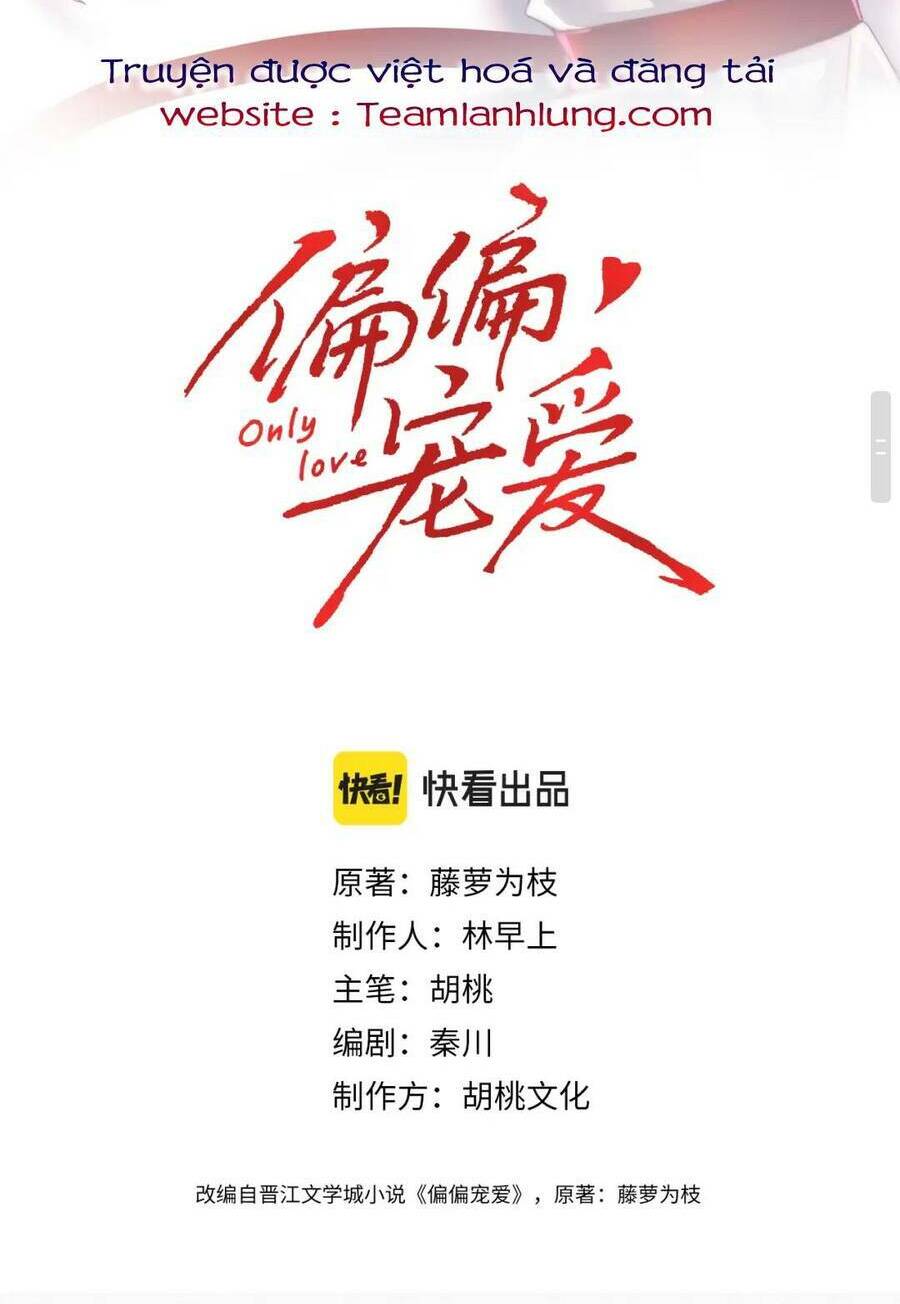 Truyện được việt hoá và đăng tải
website : Teamlanhlung.com
偏偏
Only
love
宠爱
快看!
快看出品
原著：藤萝为枝
制作人：林早上
主笔：胡桃
编剧：秦川
制作方：胡桃文化
改编自晋江文学城小说《偏偏宠爱》，原著：藤萝为枝